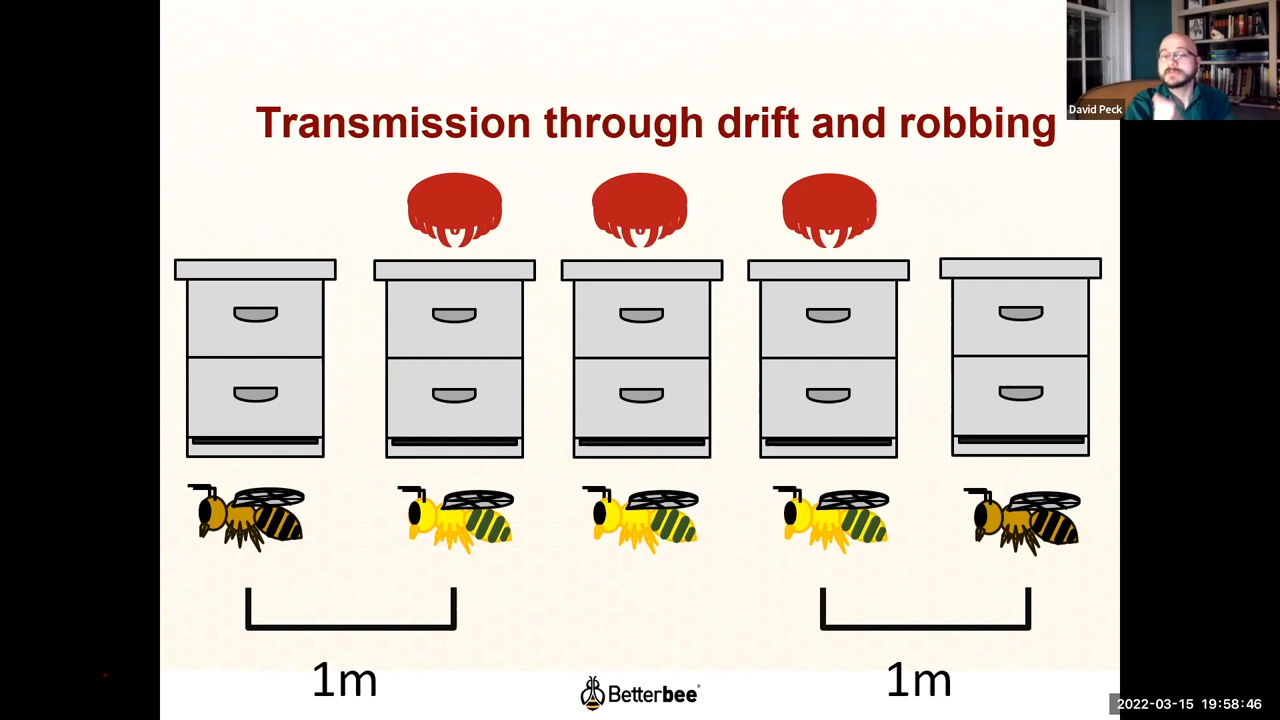 Transmission through drift and robbing
David Peck
1m
1m
Betterbee
2022-03-15 19:58:46